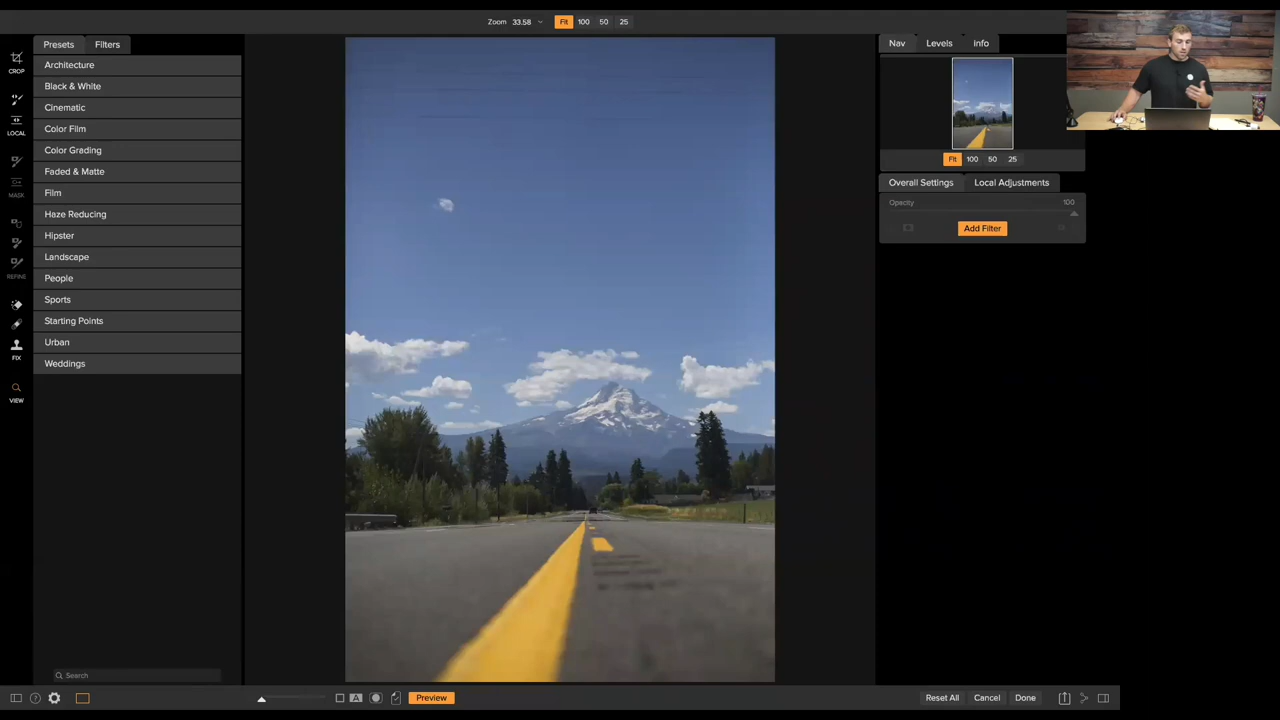 Zoom 33.58 Fit 100 50 25
Presets Filters
Architecture
Black & White
Cinematic
Color Film
Color Grading
Faded & Matte
Film
Haze Reducing
Hipster
Landscape
People
Sports
Starting Points
Urban
Weddings
Search
CROP
LOCAL
MASK
REFINE
FIX
VIEW
Nav Levels Info
Fit 100 50 25
Overall Settings Local Adjustments
Opacity 100
Add Filter
? A Preview
Reset All Cancel Done